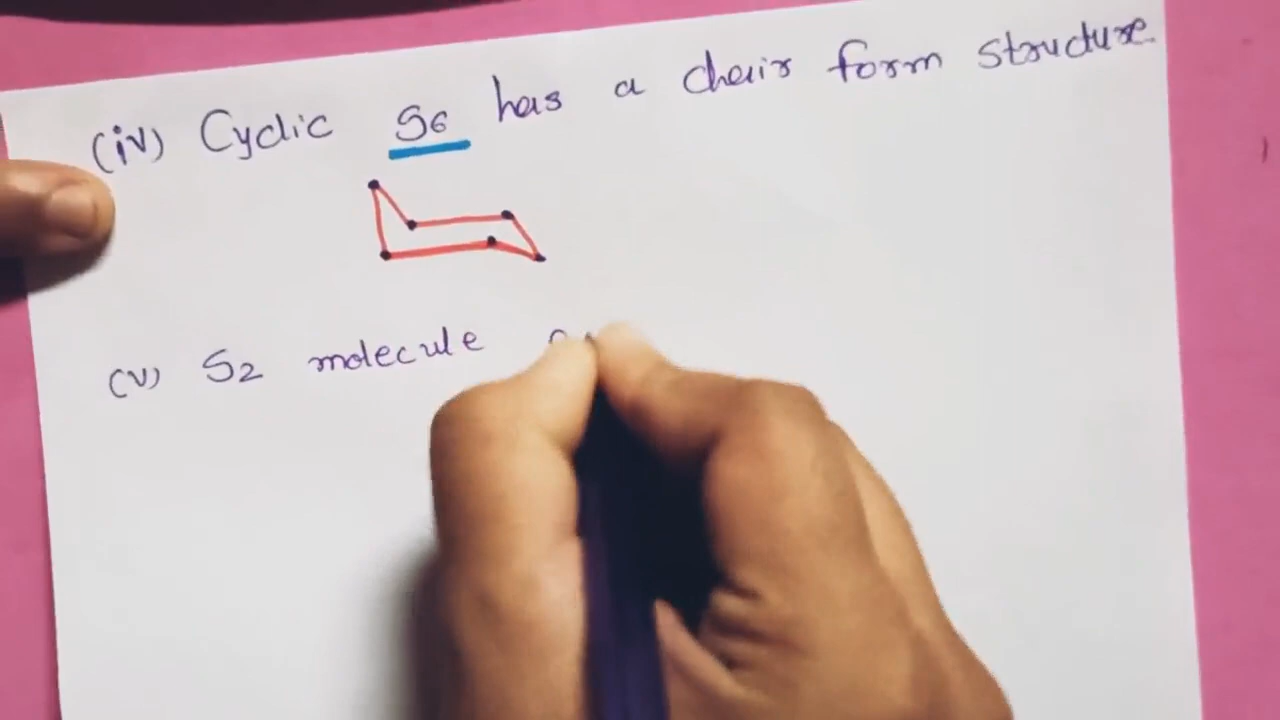 (iv) Cyclic S6 has a chair form structure.
(v) S2 molecule